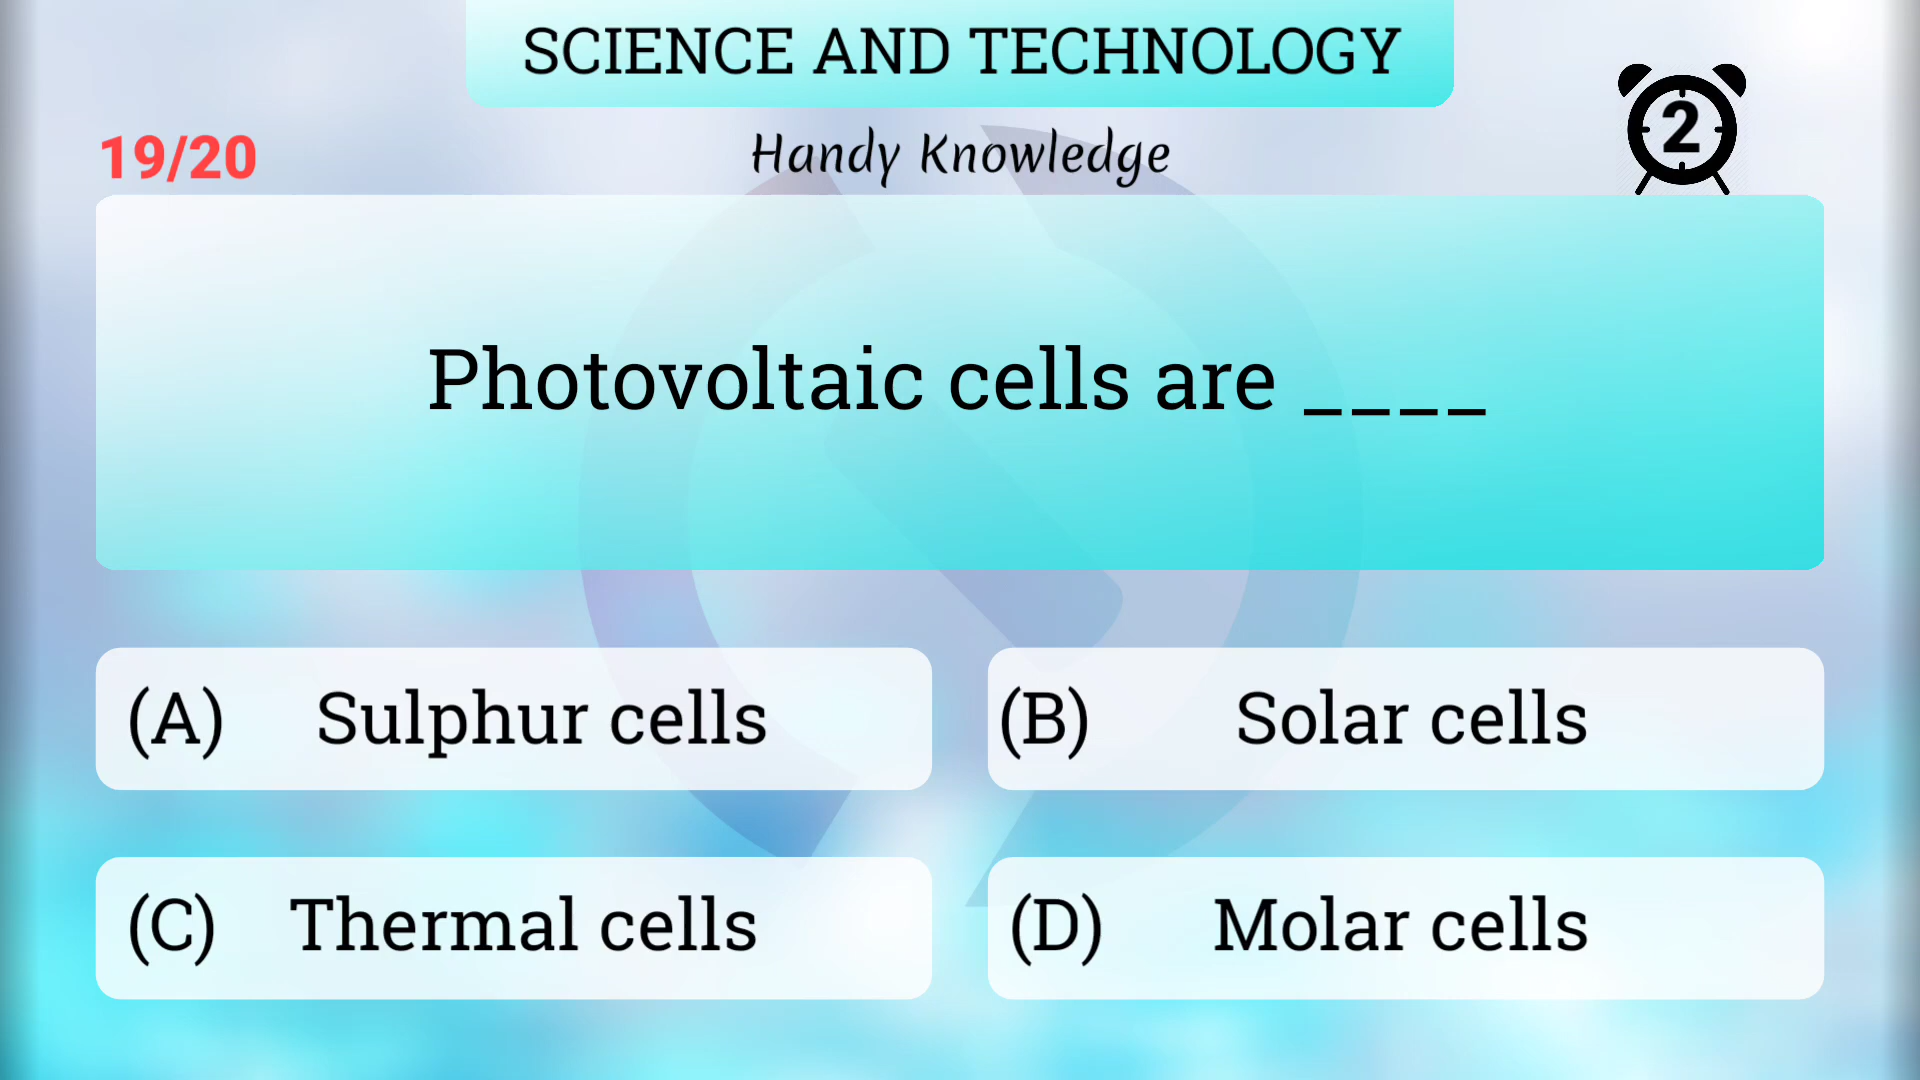 SCIENCE AND TECHNOLOGY
19/20
Handy Knowledge
2
Photovoltaic cells are ____
(A) Sulphur cells
(B) Solar cells
(C) Thermal cells
(D) Molar cells